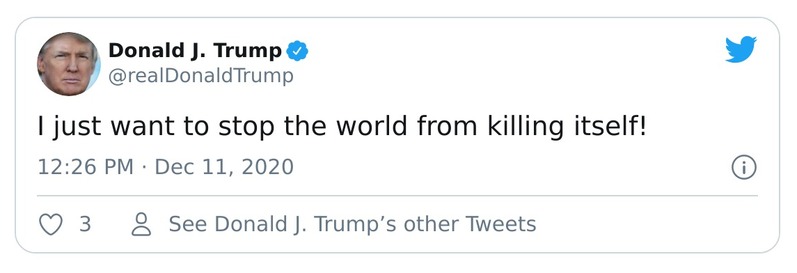 Donald J. Trump
@realDonaldTrump
I just want to stop the world from killing itself!
12:26 PM · Dec 11, 2020
3 See Donald J. Trump’s other Tweets